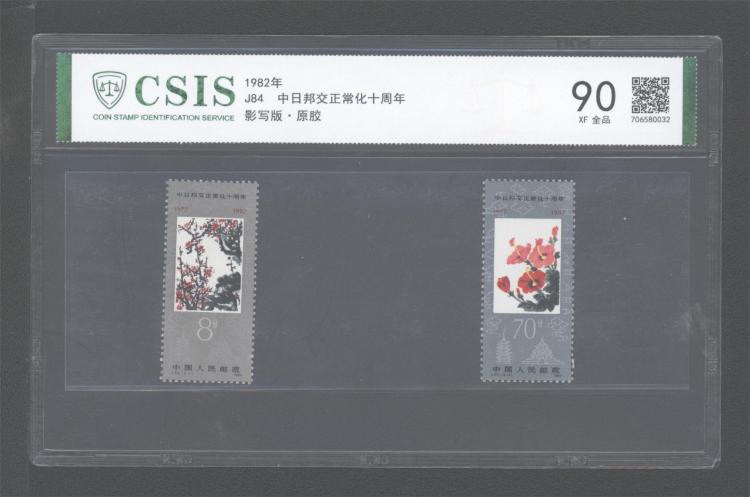 CSIS
COIN STAMP IDENTIFICATION SERVICE
1982年
J84 中日邦交正常化十周年
影写版·原胶
90
XF 全品
706580032
中日邦交正常化十周年
1972 1982
8分
中国人民邮政
中日邦交正常化十周年
1972 1982
70分
中国人民邮政